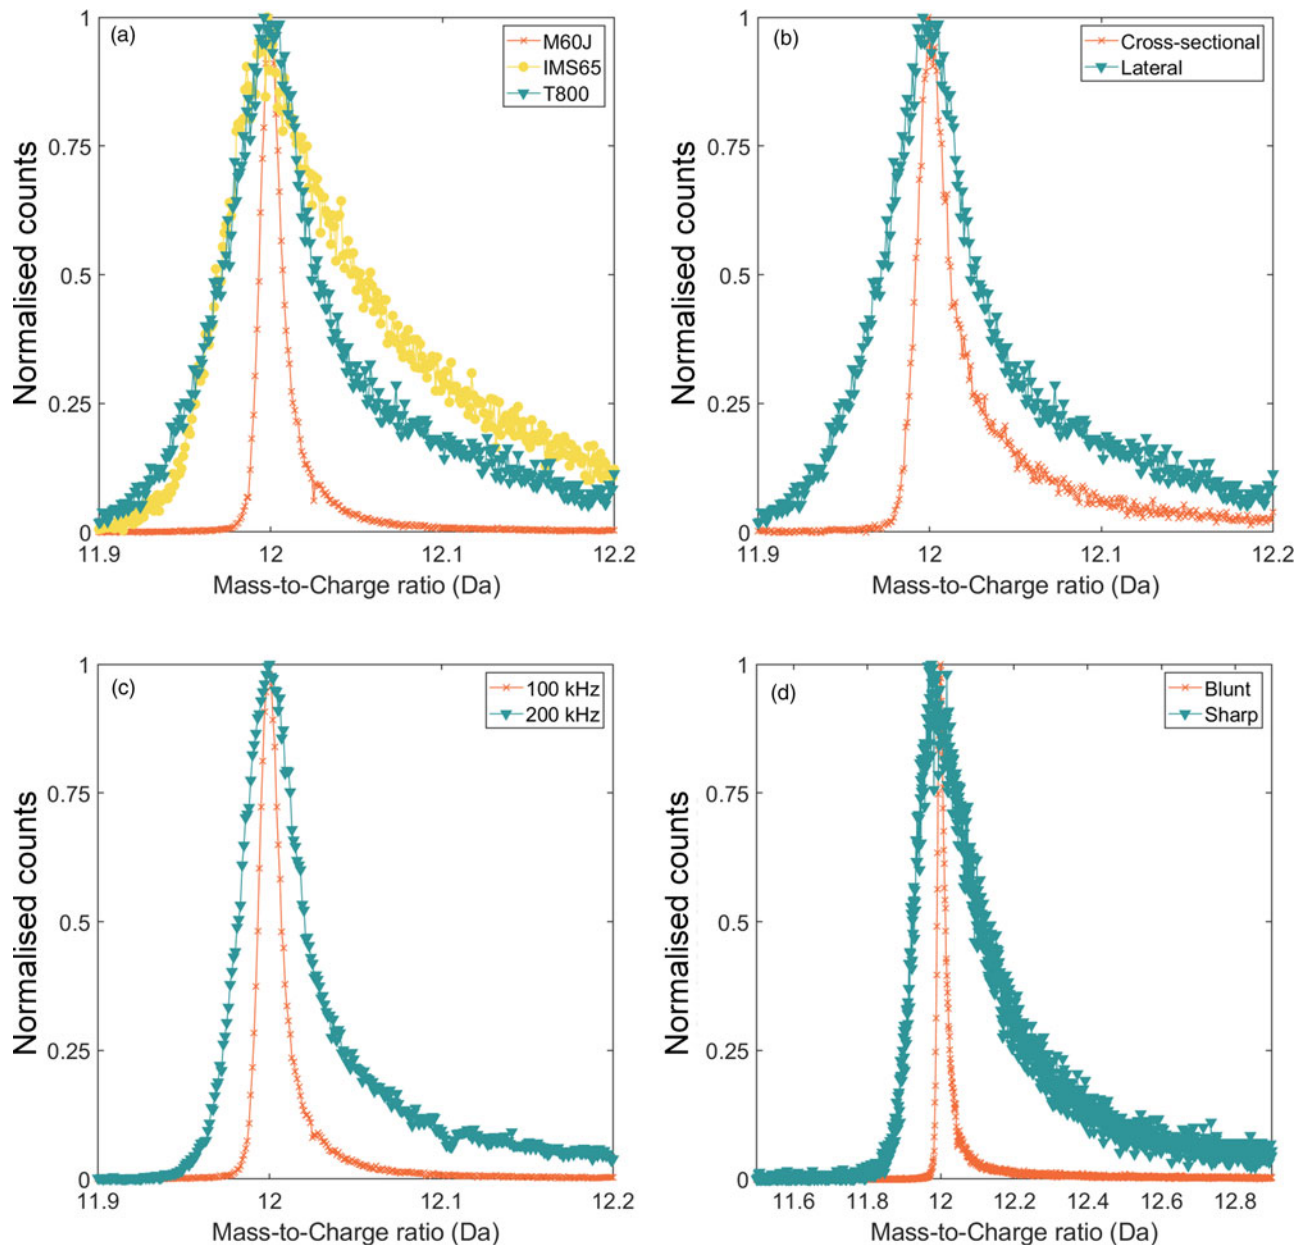 (a)
M60J
IMS65
T800
1
0.75
0.5
0.25
0
Normalised counts
11.9 12 12.1 12.2
Mass-to-Charge ratio (Da)
(b)
Cross-sectional
Lateral
1
0.75
0.5
0.25
0
Normalised counts
11.9 12 12.1 12.2
Mass-to-Charge ratio (Da)
(c)
100 kHz
200 kHz
1
0.75
0.5
0.25
0
Normalised counts
11.9 12 12.1 12.2
Mass-to-Charge ratio (Da)
(d)
Blunt
Sharp
1
0.75
0.5
0.25
0
Normalised counts
11.6 11.8 12 12.2 12.4 12.6 12.8
Mass-to-Charge ratio (Da)